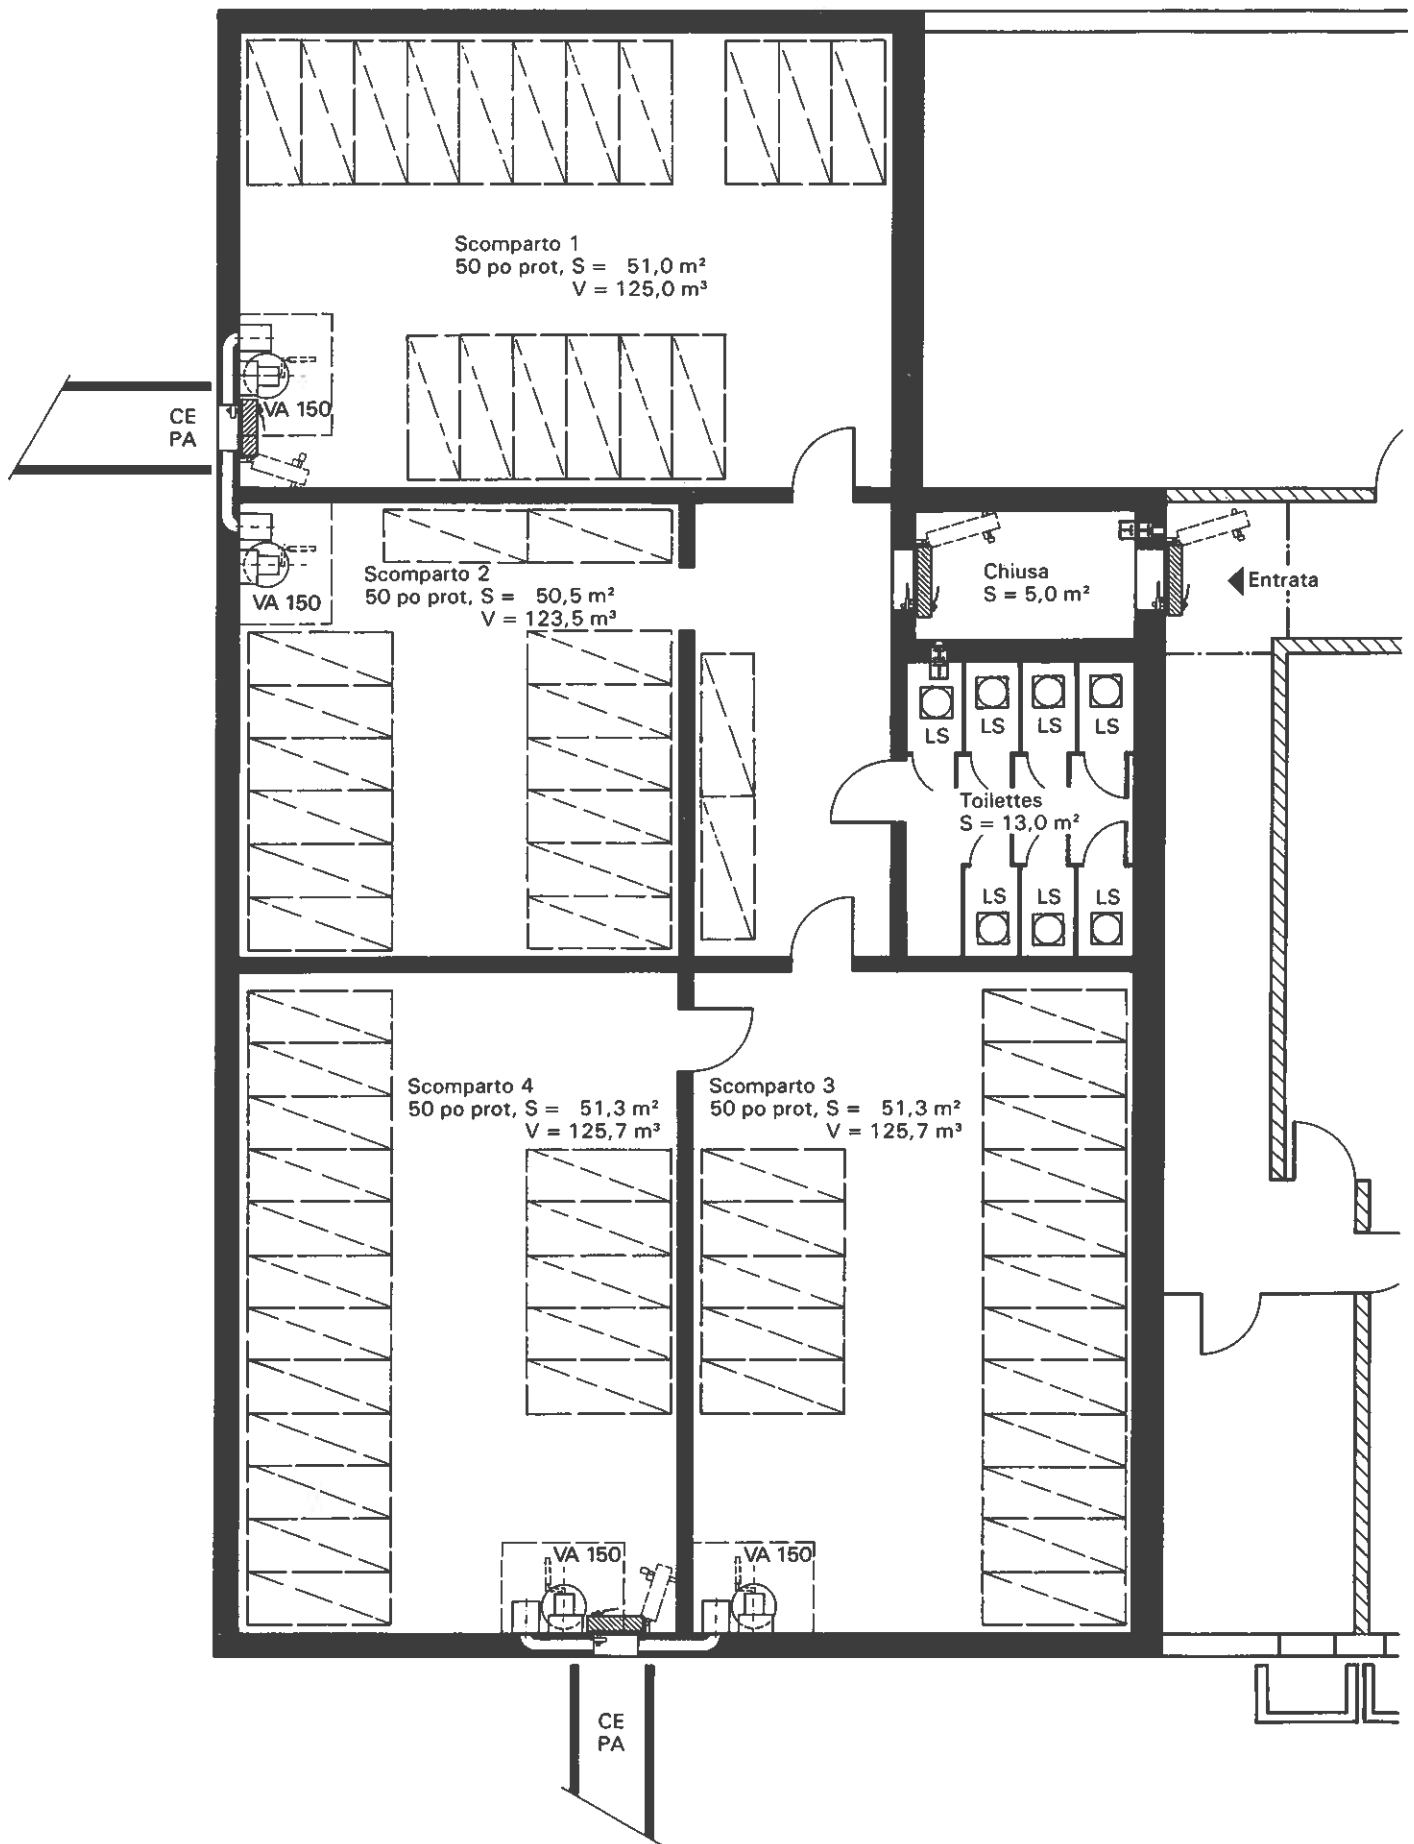 Scomparto 1
50 po prot, S = 51,0 m²
V = 125,0 m³
CE
PA
VA 150
Scomparto 2
50 po prot, S = 50,5 m²
V = 123,5 m³
VA 150
Chiusa
S = 5,0 m²
Entrata
LS
LS
LS
LS
Toilettes
S = 13,0 m²
LS
LS
LS
Scomparto 4
50 po prot, S = 51,3 m²
V = 125,7 m³
Scomparto 3
50 po prot, S = 51,3 m²
V = 125,7 m³
VA 150
VA 150
CE
PA